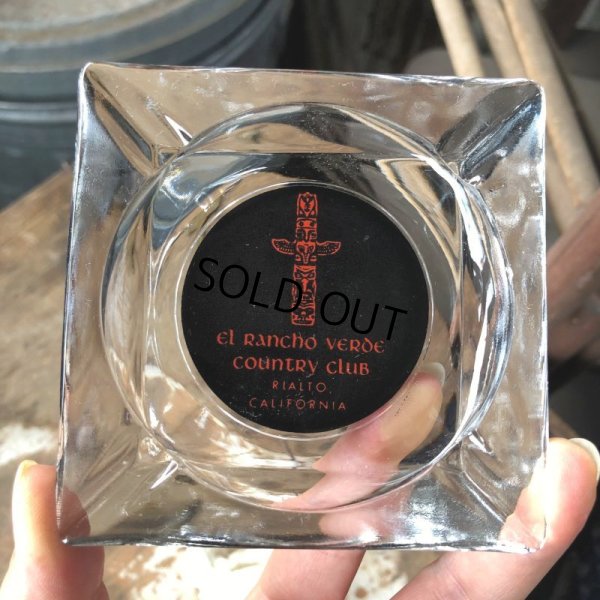 SOLD OUT
El Rancho Verde
Country Club
RIALTO,
CALIFORNIA